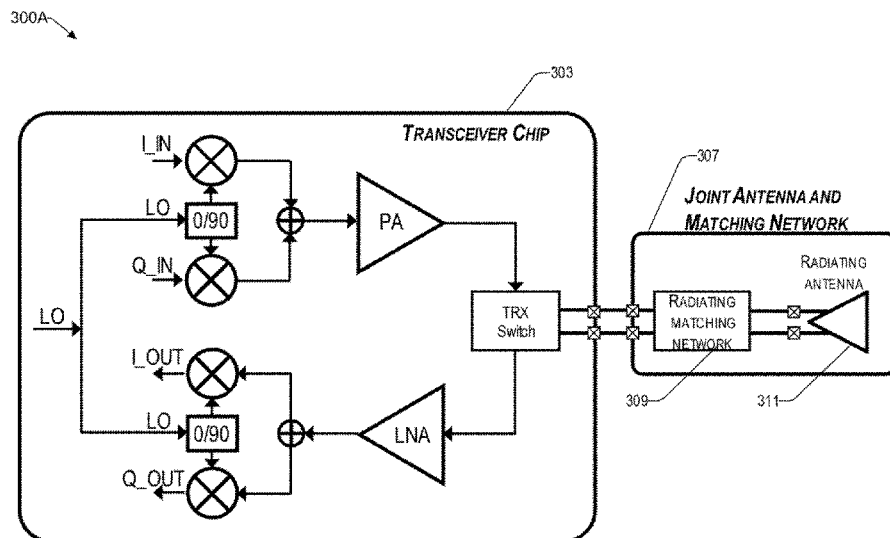 300A
303
TRANSCEIVER CHIP
I_IN
LO
0/90
Q_IN
PA
LO
TRX
Switch
I_OUT
LO
0/90
Q_OUT
LNA
307
JOINT ANTENNA AND
MATCHING NETWORK
RADIATING
MATCHING
NETWORK
RADIATING
ANTENNA
309
311